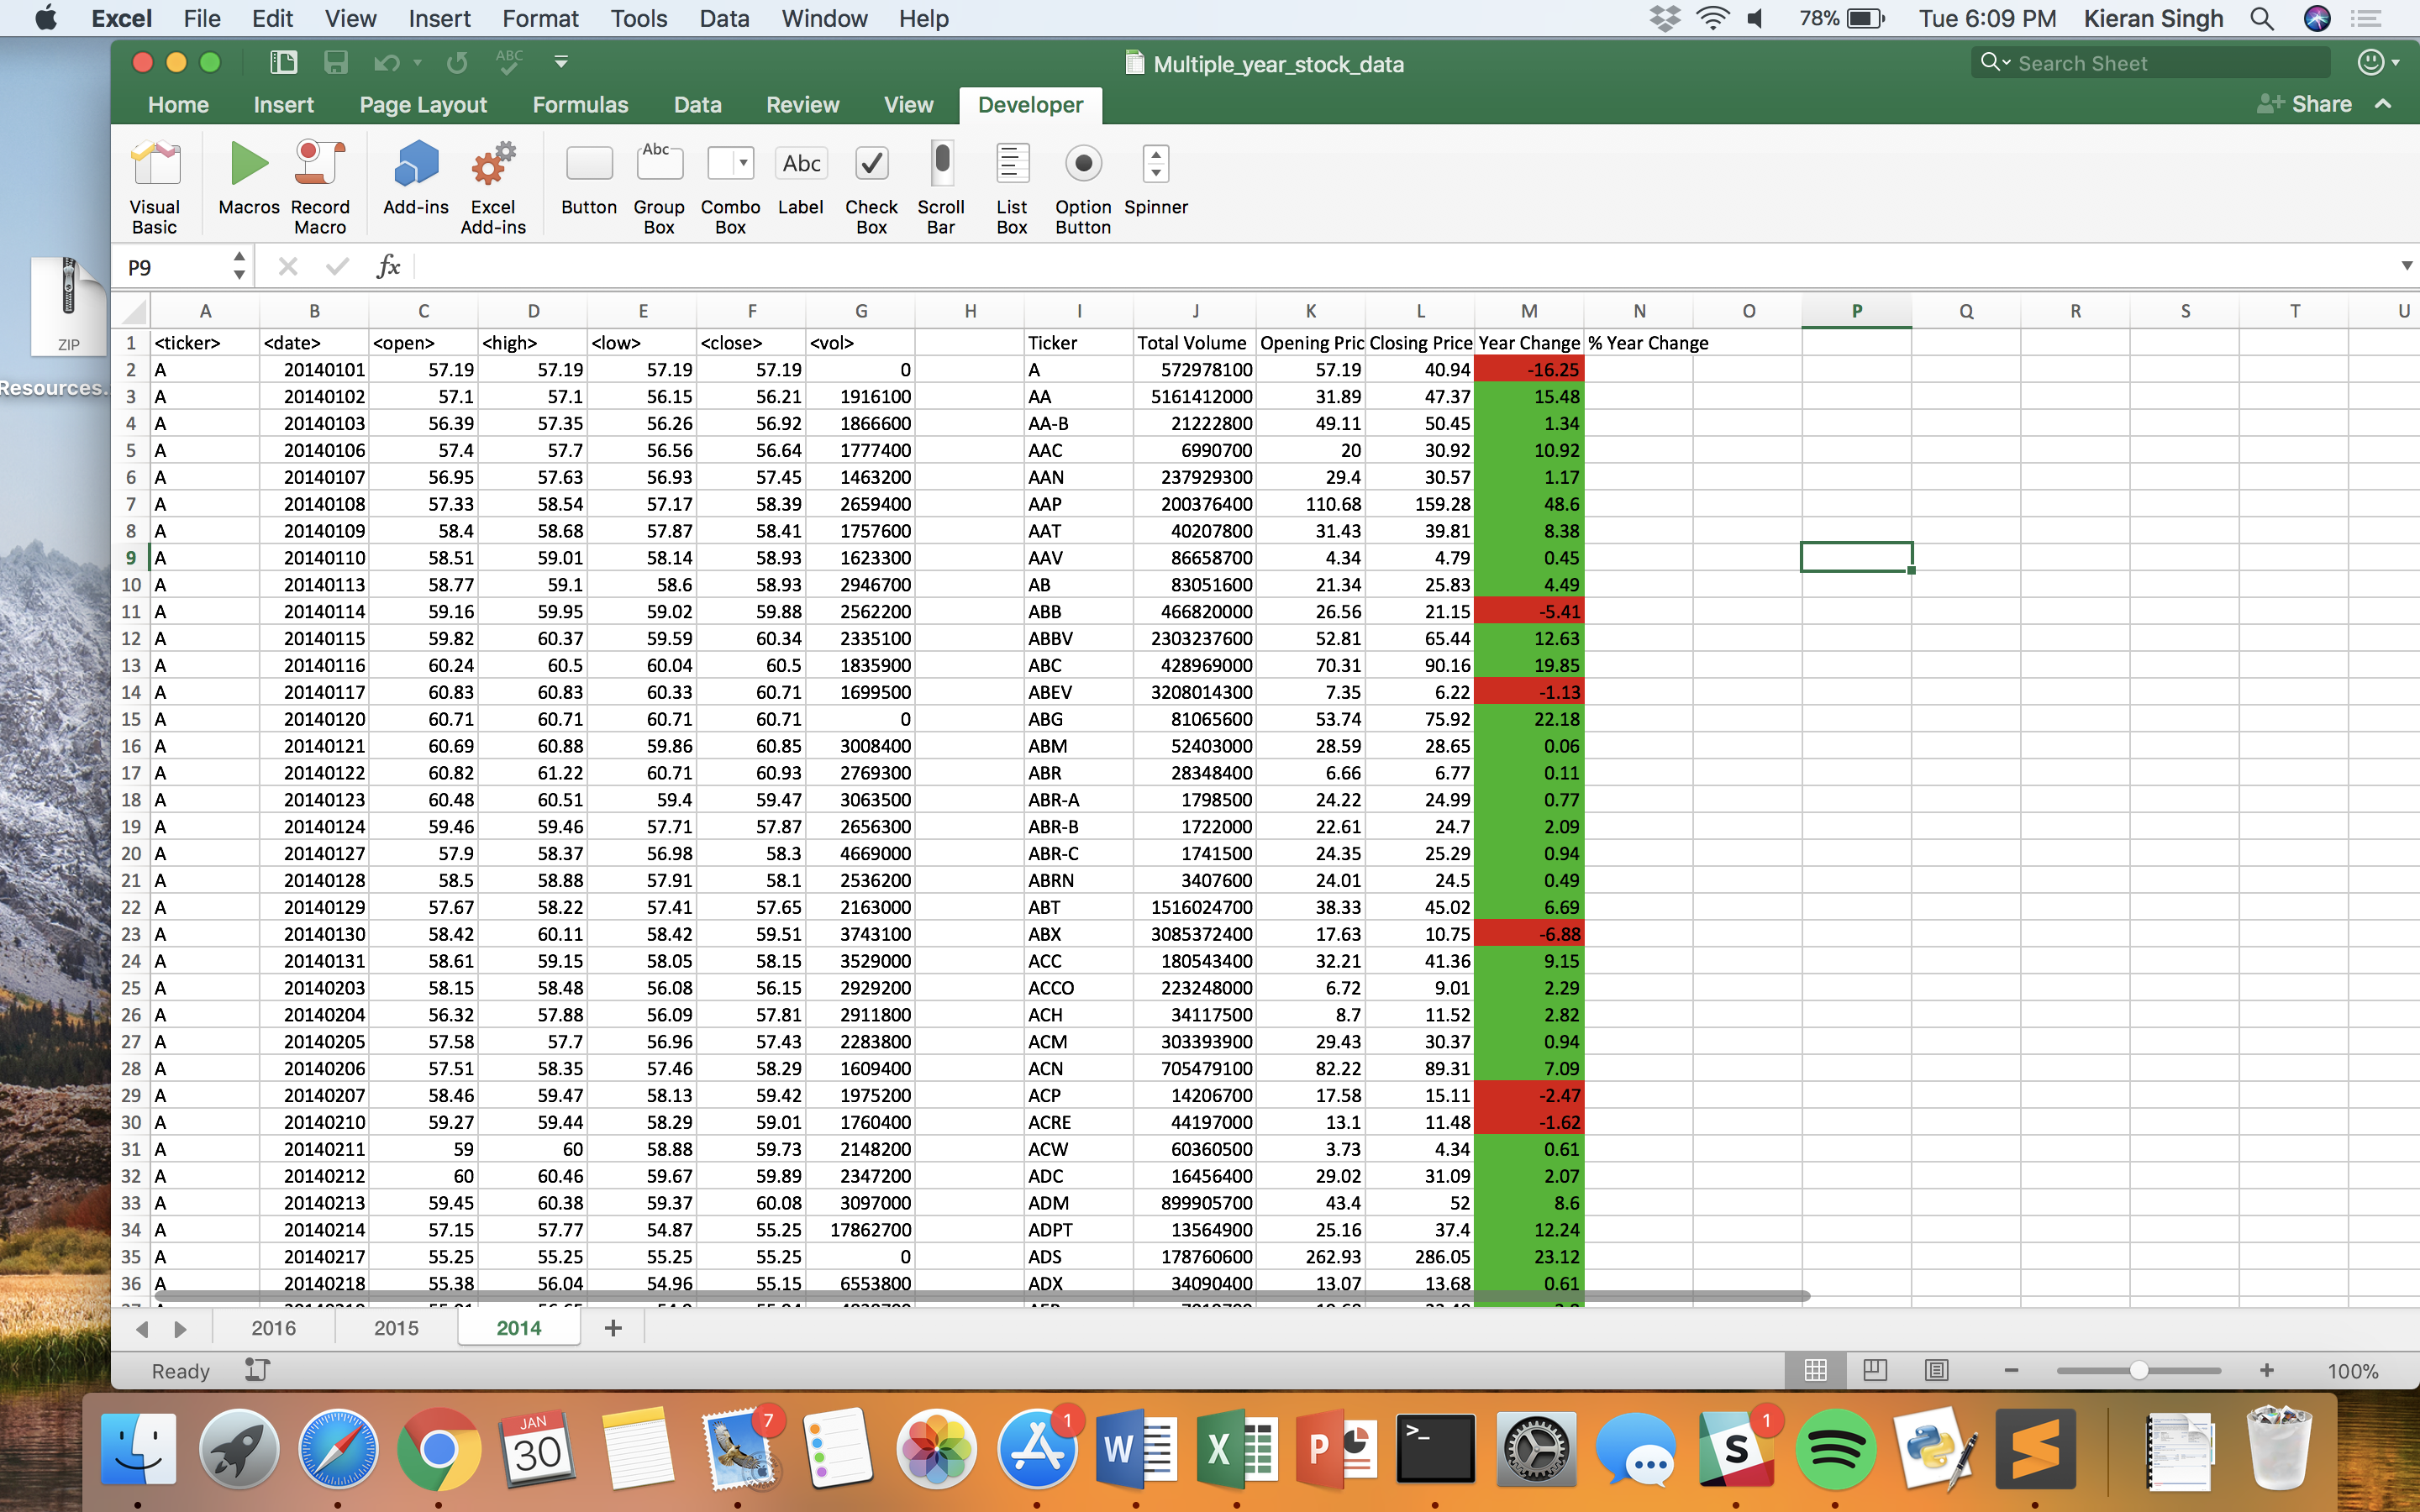 Excel File Edit View Insert Format Tools Data Window Help 78% Tue 6:09 PM Kieran Singh
ABC Multiple_year_stock_data Search Sheet
Home Insert Page Layout Formulas Data Review View Developer Share
Abc Abc
Visual Basic Macros Record Macro Add-ins Excel Add-ins Button Group Box Combo Box Label Check Box Scroll Bar List Box Option Button Spinner
P9 fx
ZIP
Resources.
A B C D E F G H I J K L M N O P Q R S T U
1 <ticker> <date> <open> <high> <low> <close> <vol> Ticker Total Volume Opening Pric Closing Price Year Change % Year Change
2 A 20140101 57.19 57.19 57.19 57.19 0 A 572978100 57.19 40.94 -16.25
3 A 20140102 57.1 57.1 56.15 56.21 1916100 AA 5161412000 31.89 47.37 15.48
4 A 20140103 56.39 57.35 56.26 56.92 1866600 AA-B 21222800 49.11 50.45 1.34
5 A 20140106 57.4 57.7 56.56 56.64 1777400 AAC 6990700 20 30.92 10.92
6 A 20140107 56.95 57.63 56.93 57.45 1463200 AAN 237929300 29.4 30.57 1.17
7 A 20140108 57.33 58.54 57.17 58.39 2659400 AAP 200376400 110.68 159.28 48.6
8 A 20140109 58.4 58.68 57.87 58.41 1757600 AAT 40207800 31.43 39.81 8.38
9 A 20140110 58.51 59.01 58.14 58.93 1623300 AAV 86658700 4.34 4.79 0.45
10 A 20140113 58.77 59.1 58.6 58.93 2946700 AB 83051600 21.34 25.83 4.49
11 A 20140114 59.16 59.95 59.02 59.88 2562200 ABB 466820000 26.56 21.15 -5.41
12 A 20140115 59.82 60.37 59.59 60.34 2335100 ABBV 2303237600 52.81 65.44 12.63
13 A 20140116 60.24 60.5 60.04 60.5 1835900 ABC 428969000 70.31 90.16 19.85
14 A 20140117 60.83 60.83 60.33 60.71 1699500 ABEV 3208014300 7.35 6.22 -1.13
15 A 20140120 60.71 60.71 60.71 60.71 0 ABG 81065600 53.74 75.92 22.18
16 A 20140121 60.69 60.88 59.86 60.85 3008400 ABM 52403000 28.59 28.65 0.06
17 A 20140122 60.82 61.22 60.71 60.93 2769300 ABR 28348400 6.66 6.77 0.11
18 A 20140123 60.48 60.51 59.4 59.47 3063500 ABR-A 1798500 24.22 24.99 0.77
19 A 20140124 59.46 59.46 57.71 57.87 2656300 ABR-B 1722000 22.61 24.7 2.09
20 A 20140127 57.9 58.37 56.98 58.3 4669000 ABR-C 1741500 24.35 25.29 0.94
21 A 20140128 58.5 58.88 57.91 58.1 2536200 ABRN 3407600 24.01 24.5 0.49
22 A 20140129 57.67 58.22 57.41 57.65 2163000 ABT 1516024700 38.33 45.02 6.69
23 A 20140130 58.42 60.11 58.42 59.51 3743100 ABX 3085372400 17.63 10.75 -6.88
24 A 20140131 58.61 59.15 58.05 58.15 3529000 ACC 180543400 32.21 41.36 9.15
25 A 20140203 58.15 58.48 56.08 56.15 2929200 ACCO 223248000 6.72 9.01 2.29
26 A 20140204 56.32 57.88 56.09 57.81 2911800 ACH 34117500 8.7 11.52 2.82
27 A 20140205 57.58 57.7 56.96 57.43 2283800 ACM 303393900 29.43 30.37 0.94
28 A 20140206 57.51 58.35 57.46 58.29 1609400 ACN 705479100 82.22 89.31 7.09
29 A 20140207 58.46 59.47 58.13 59.42 1975200 ACP 14206700 17.58 15.11 -2.47
30 A 20140210 59.27 59.44 58.29 59.01 1760400 ACRE 44197000 13.1 11.48 -1.62
31 A 20140211 59 60 58.88 59.73 2148200 ACW 60360500 3.73 4.34 0.61
32 A 20140212 60 60.46 59.67 59.89 2347200 ADC 16456400 29.02 31.09 2.07
33 A 20140213 59.45 60.38 59.37 60.08 3097000 ADM 899905700 43.4 52 8.6
34 A 20140214 57.15 57.77 54.87 55.25 17862700 ADPT 13564900 25.16 37.4 12.24
35 A 20140217 55.25 55.25 55.25 55.25 0 ADS 178760600 262.93 286.05 23.12
36 A 20140218 55.38 56.04 54.96 55.15 6553800 ADX 34090400 13.07 13.68 0.61
2016 2015 2014 +
Ready 100%
JAN 30 7 1 W X P >_ 1 S S